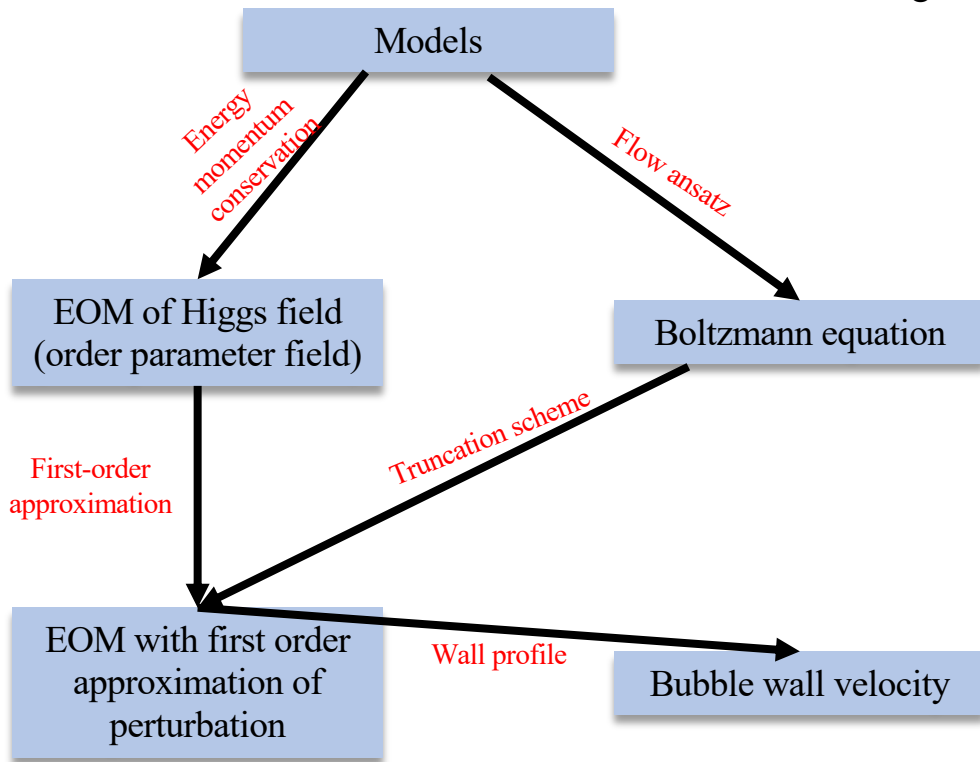 Models
Energy
momentum
conservation
Flow ansatz
EOM of Higgs field
(order parameter field)
Boltzmann equation
Truncation scheme
First-order
approximation
EOM with first order
approximation of
perturbation
Wall profile
Bubble wall velocity